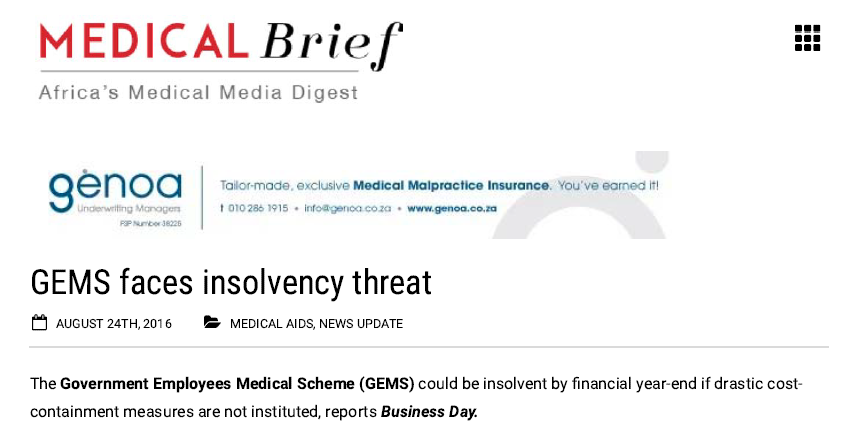 MEDICAL Brief
Africa's Medical Media Digest
genoa
Underwriting Managers
FSP Number 38225
Tailor-made, exclusive Medical Malpractice Insurance. You've earned it!
t 010 286 1915 • info@genoa.co.za • www.genoa.co.za
GEMS faces insolvency threat
AUGUST 24TH, 2016 MEDICAL AIDS, NEWS UPDATE
The Government Employees Medical Scheme (GEMS) could be insolvent by financial year-end if drastic cost-
containment measures are not instituted, reports Business Day.